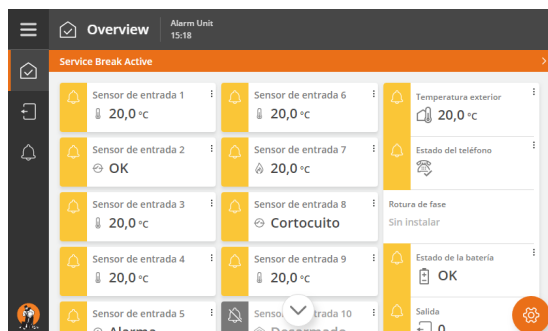 Overview
Alarm Unit
15:18
Service Break Active
Sensor de entrada 1
20,0 °C
Sensor de entrada 6
20,0 °C
Temperatura exterior
20,0 °C
Sensor de entrada 2
OK
Sensor de entrada 7
20,0 °C
Estado del teléfono
Sensor de entrada 3
20,0 °C
Sensor de entrada 8
Cortocuito
Rotura de fase
Sin instalar
Sensor de entrada 4
20,0 °C
Sensor de entrada 9
20,0 °C
Estado de la batería
OK
Sensor de entrada 5
Alarma
Sensor de entrada 10
Desarmado
Salida
0